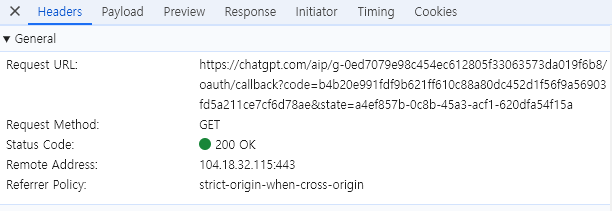 Headers Payload Preview Response Initiator Timing Cookies
▼ General
Request URL: https://chatgpt.com/aip/g-0ed7079e98c454ec612805f33063573da019f6b8/
oauth/callback?code=b4b20e991fdf9b621ff610c88a80dc452d1f56f9a56903
fd5a211ce7cf6d78ae&state=a4ef857b-0c8b-45a3-acf1-620dfa54f15a
Request Method: GET
Status Code: 200 OK
Remote Address: 104.18.32.115:443
Referrer Policy: strict-origin-when-cross-origin